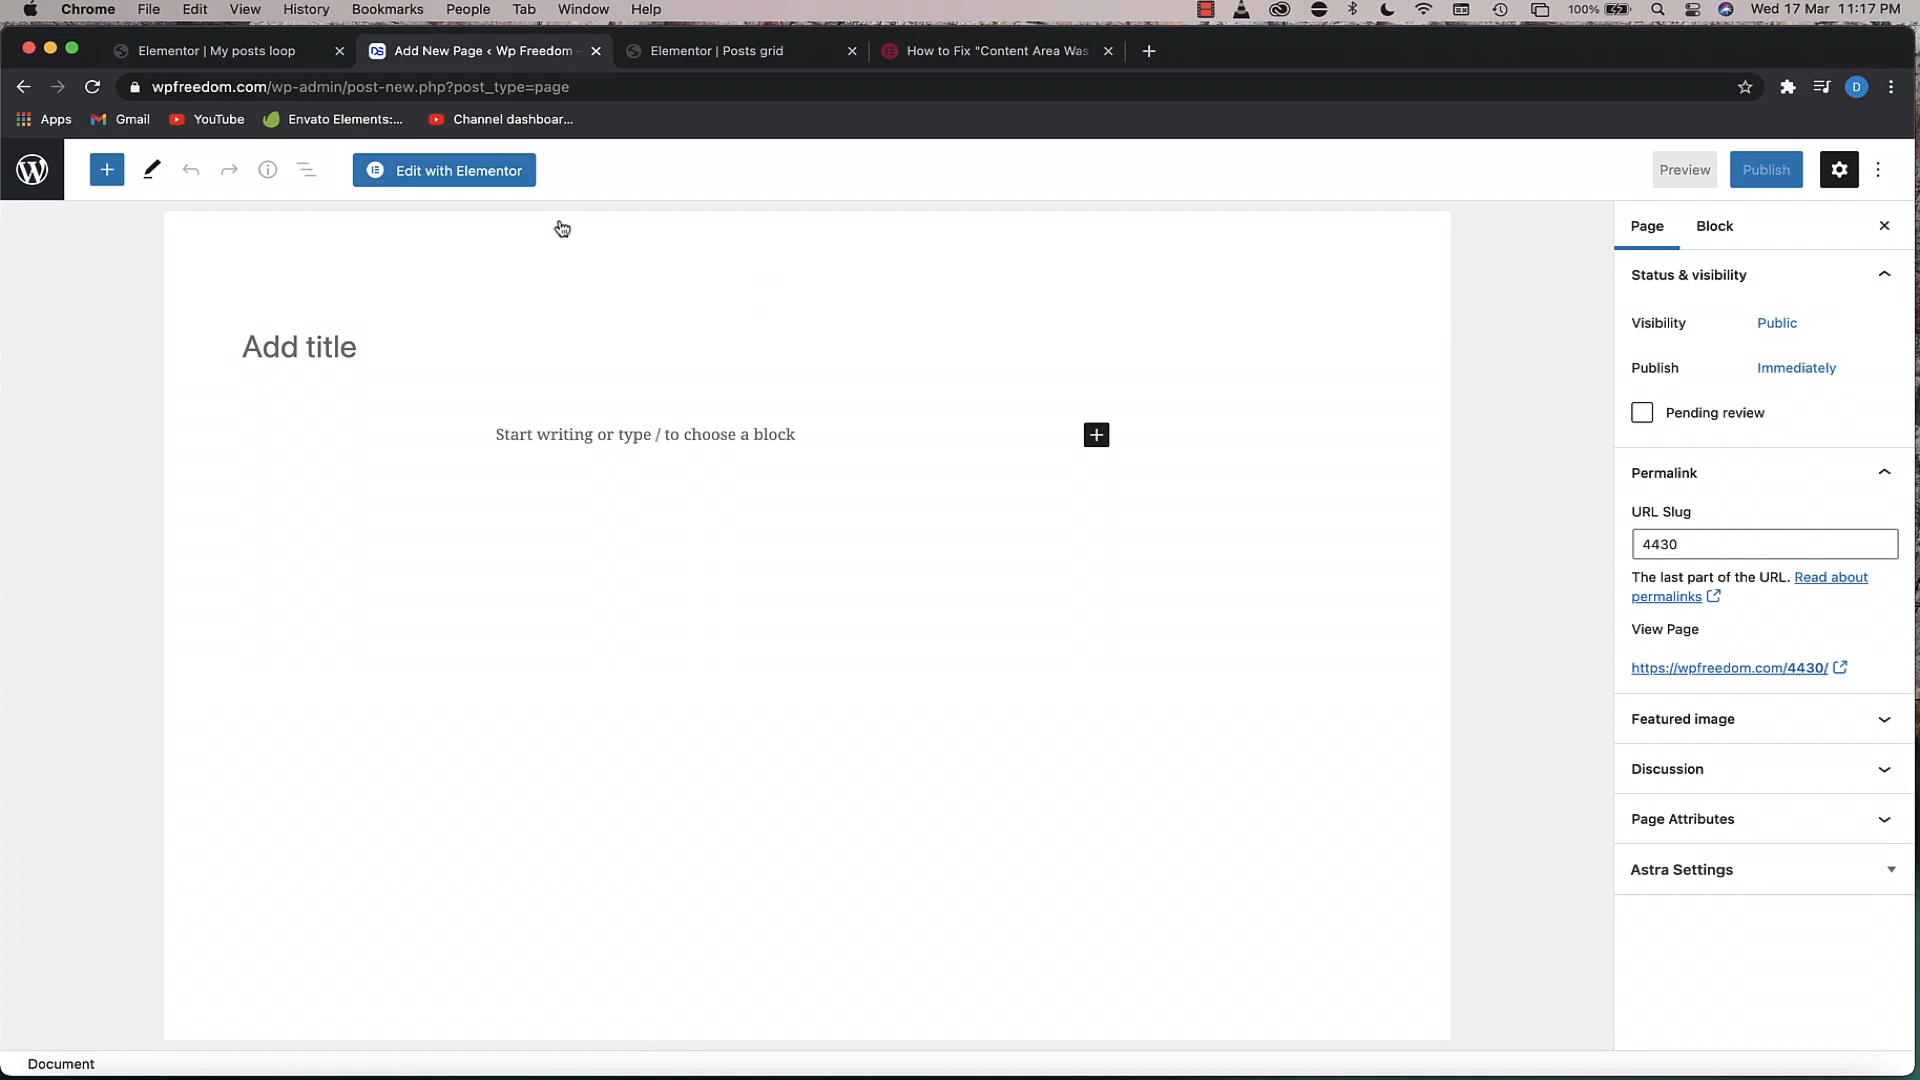 Chrome File Edit View History Bookmarks People Tab Window Help 100% Wed 17 Mar 11:17 PM
Elementor | My posts loop Add New Page ‹ Wp Freedom Elementor | Posts grid How to Fix "Content Area Was
wpfreedom.com/wp-admin/post-new.php?post_type=page D
Apps Gmail YouTube Envato Elements:... Channel dashboar...
+ Edit with Elementor Preview Publish
Page Block
Status & visibility
Visibility Public
Add title
Publish Immediately
Pending review
Start writing or type / to choose a block
Permalink
URL Slug
4430
The last part of the URL. Read about
permalinks
View Page
https://wpfreedom.com/4430/
Featured image
Discussion
Page Attributes
Astra Settings
Document